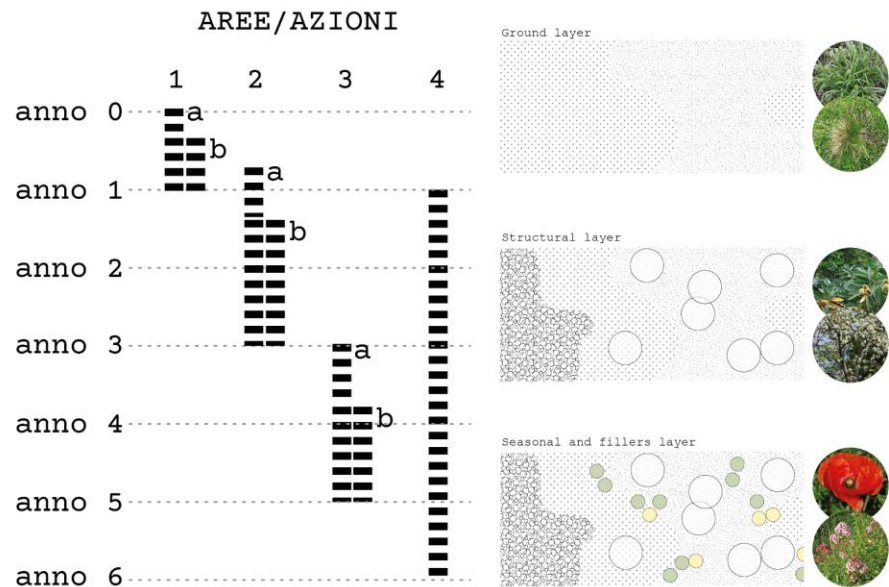 AREE/AZIONI
1 2 3 4
anno 0
a
b
a
anno 1
b
anno 2
anno 3
a
anno 4
b
anno 5
anno 6
Ground layer
Structural layer
Seasonal and fillers layer